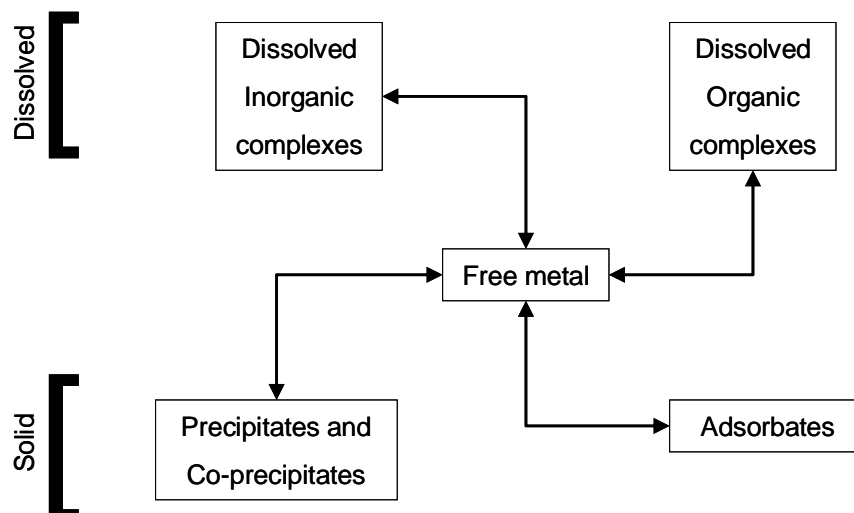 Dissolved
Dissolved
Inorganic
complexes
Dissolved
Organic
complexes
Free metal
Solid
Precipitates and
Co-precipitates
Adsorbates